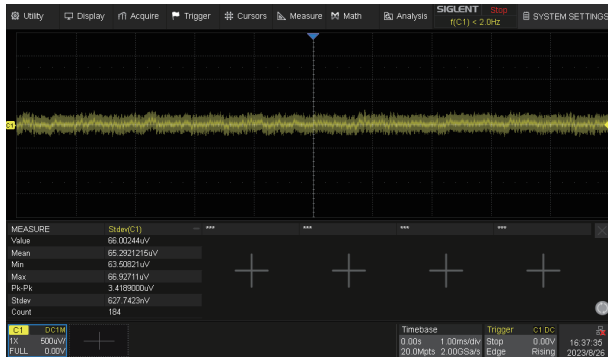 Utility Display Acquire Trigger Cursors Measure Math Analysis SIGLENT Stop SYSTEM SETTINGS
f(C1) < 2.0Hz
C1
MEASURE Stdev(C1) *** *** *** ***
Value 66.00244uV
Mean 65.2921215uV
Min 63.50821uV
Max 66.92711uV
Pk-Pk 3.4189000uV
Stdev 627.7423nV
Count 184
C1 DC1M Timebase Trigger C1 DC
1X 500uV/ 0.00s 1.00ms/div Stop 0.00V 16:37:35
FULL 0.00V 20.0Mpts 2.00GSa/s Edge Rising 2023/8/26